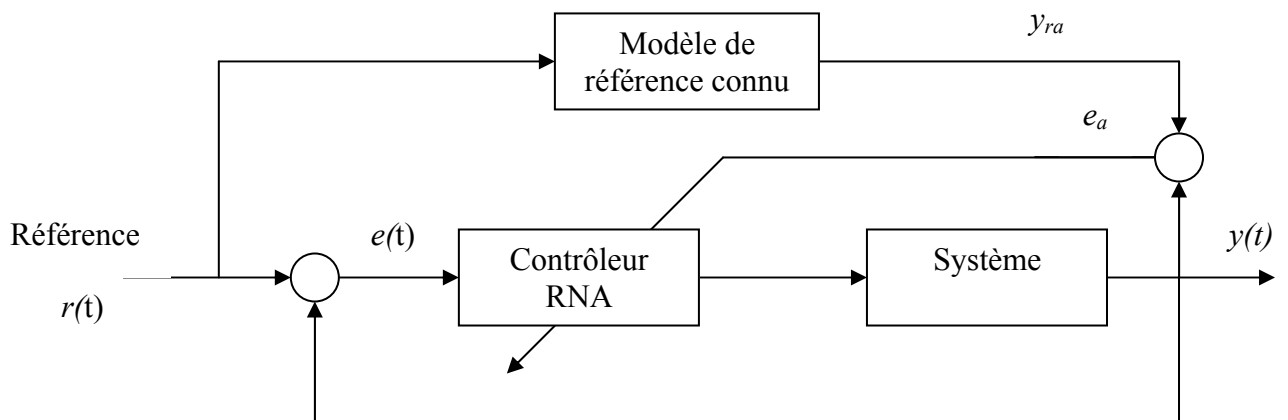 Modèle de
référence connu
y_ra
e_a
Référence
r(t)
e(t)
Contrôleur
RNA
Système
y(t)